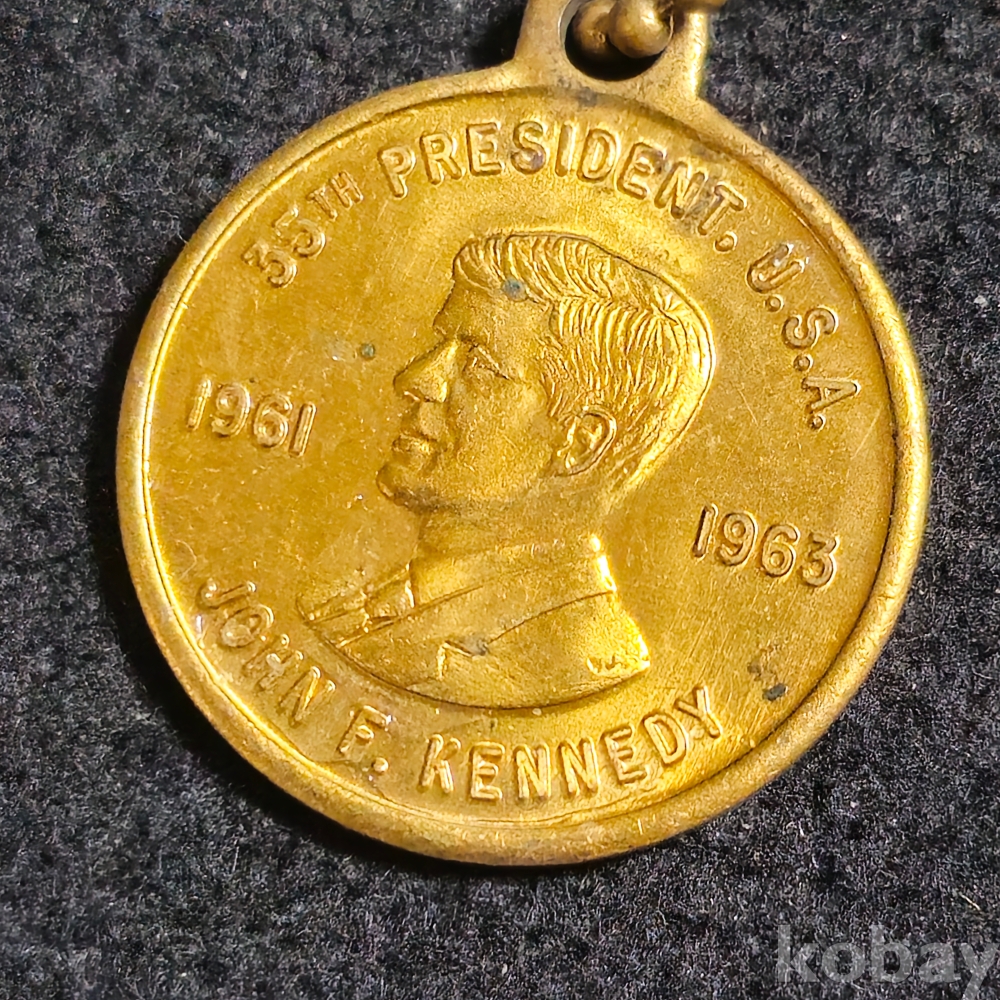 35TH PRESIDENT. U.S.A.
1961
1963
JOHN F. KENNEDY
kobay